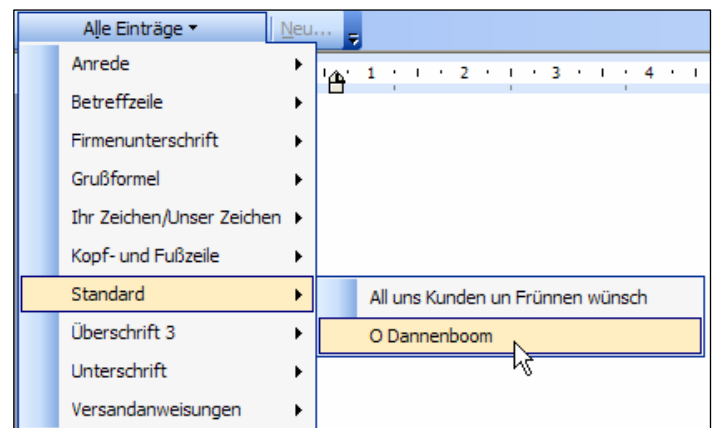 Alle Einträge
Neu...
Anrede
1 2 3 4
Betreffzeile
Firmenunterschrift
Grußformel
Ihr Zeichen/Unser Zeichen
Kopf- und Fußzeile
Standard
All uns Kunden un Frünnen wünsch
Überschrift 3
O Dannenboom
Unterschrift
Versandanweisungen